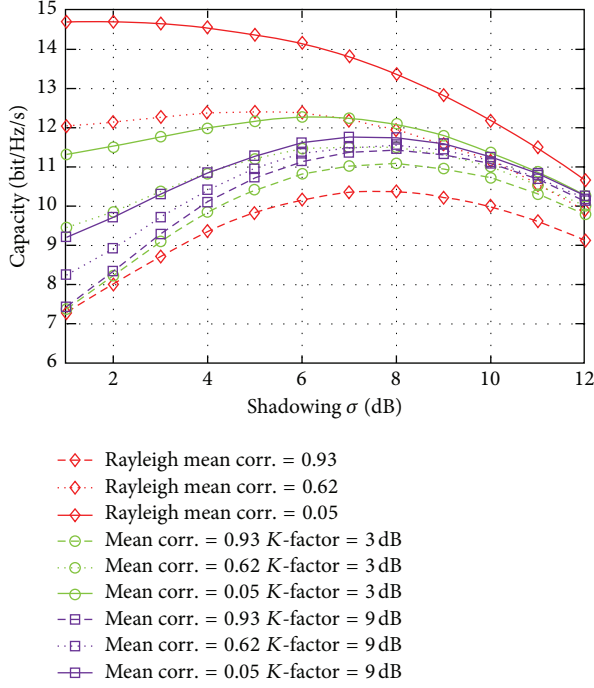 15
14
13
12
11
10
9
8
7
6
Capacity (bit/Hz/s)
2 4 6 8 10 12
Shadowing σ (dB)
Rayleigh mean corr. = 0.93
Rayleigh mean corr. = 0.62
Rayleigh mean corr. = 0.05
Mean corr. = 0.93 K-factor = 3 dB
Mean corr. = 0.62 K-factor = 3 dB
Mean corr. = 0.05 K-factor = 3 dB
Mean corr. = 0.93 K-factor = 9 dB
Mean corr. = 0.62 K-factor = 9 dB
Mean corr. = 0.05 K-factor = 9 dB